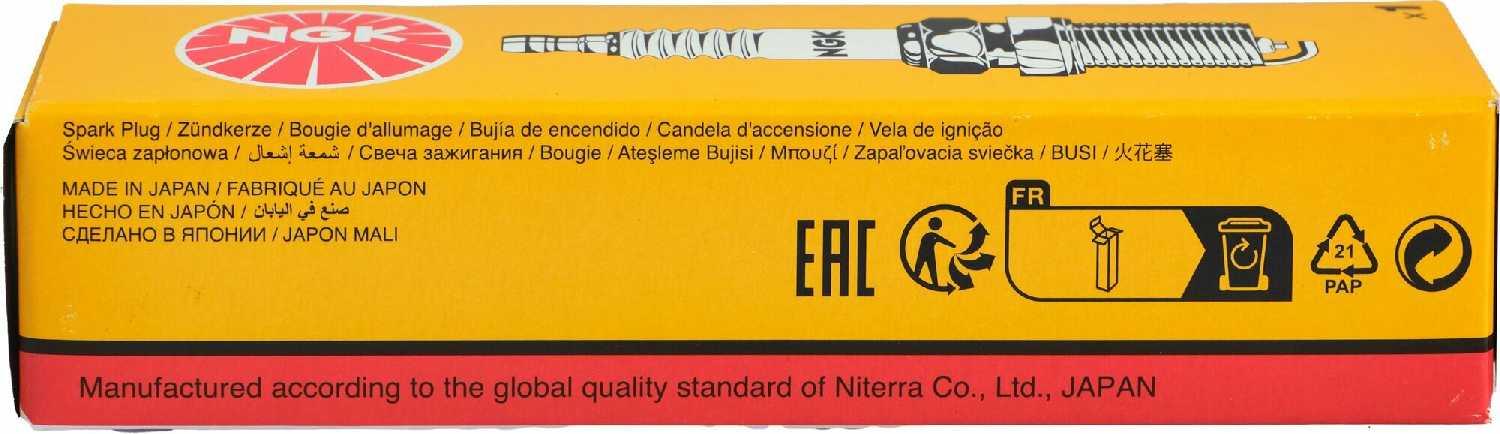 NGK
NGK
x 1
Spark Plug / Zündkerze / Bougie d'allumage / Bujía de encendido / Candela d'accensione / Vela de ignição
Świeca zapłonowa / شمعة إشعال / Свеча зажигания / Bougie / Ateşleme Bujisi / Μπουζί / Zapaľovacia sviečka / BUSI / 火花塞
MADE IN JAPAN / FABRIQUÉ AU JAPON
HECHO EN JAPÓN / صنع في اليابان
СДЕЛАНО В ЯПОНИИ / JAPON MALI
EAC
FR
21
PAP
Manufactured according to the global quality standard of Niterra Co., Ltd., JAPAN